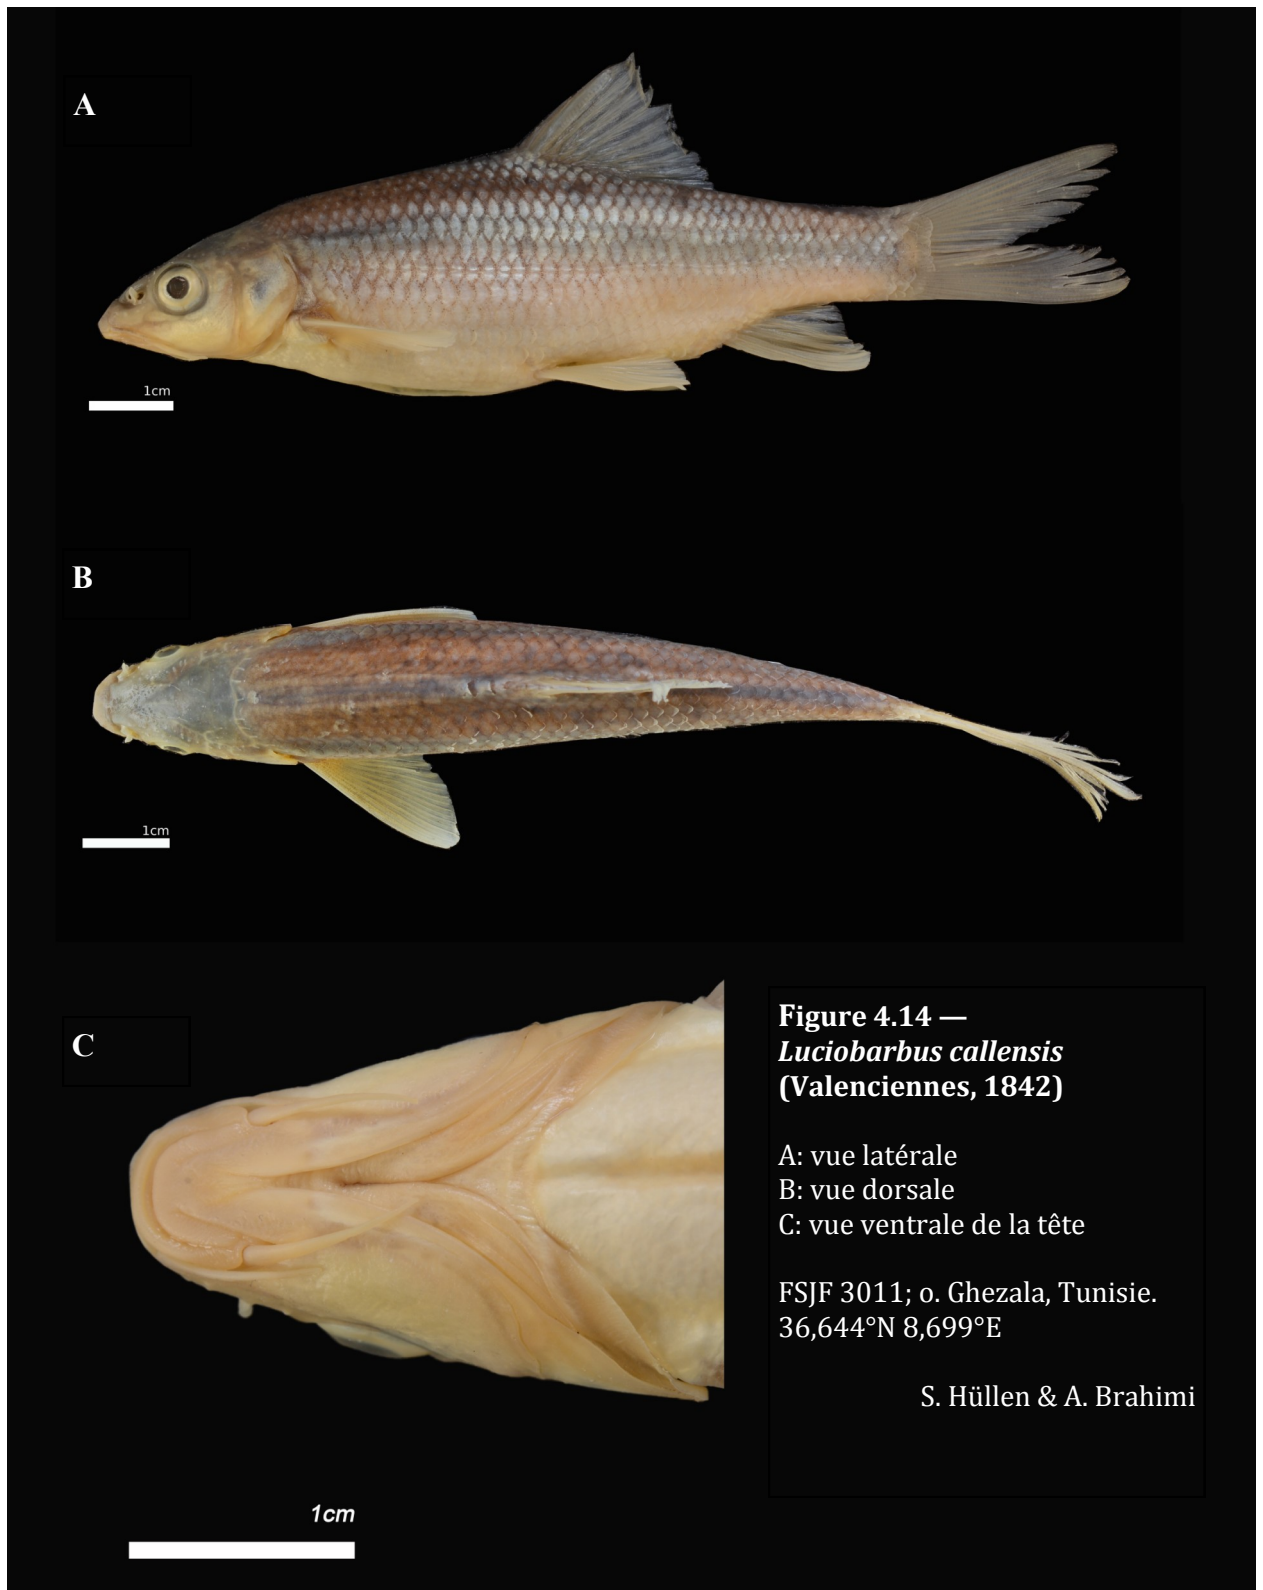 A
1cm
B
1cm
C
Figure 4.14 —
Luciobarbus callensis
(Valenciennes, 1842)
A: vue latérale
B: vue dorsale
C: vue ventrale de la tête
FSJF 3011; o. Ghezala, Tunisie.
36,644°N 8,699°E
S. Hüllen & A. Brahimi
1cm